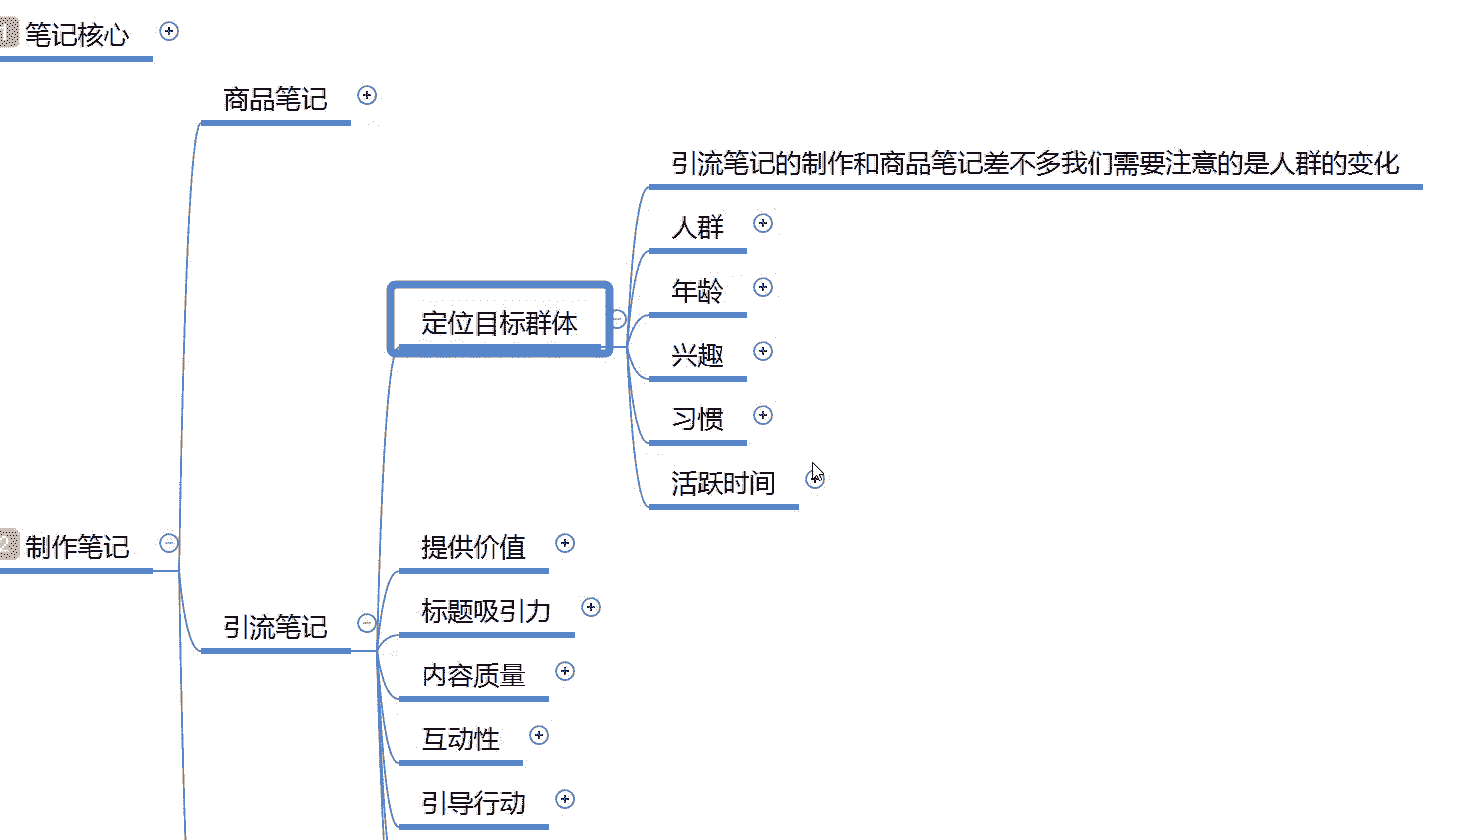 1 笔记核心
商品笔记
引流笔记的制作和商品笔记差不多我们需要注意的是人群的变化
人群
年龄
定位目标群体
兴趣
习惯
活跃时间
2 制作笔记
提供价值
标题吸引力
引流笔记
内容质量
互动性
引导行动